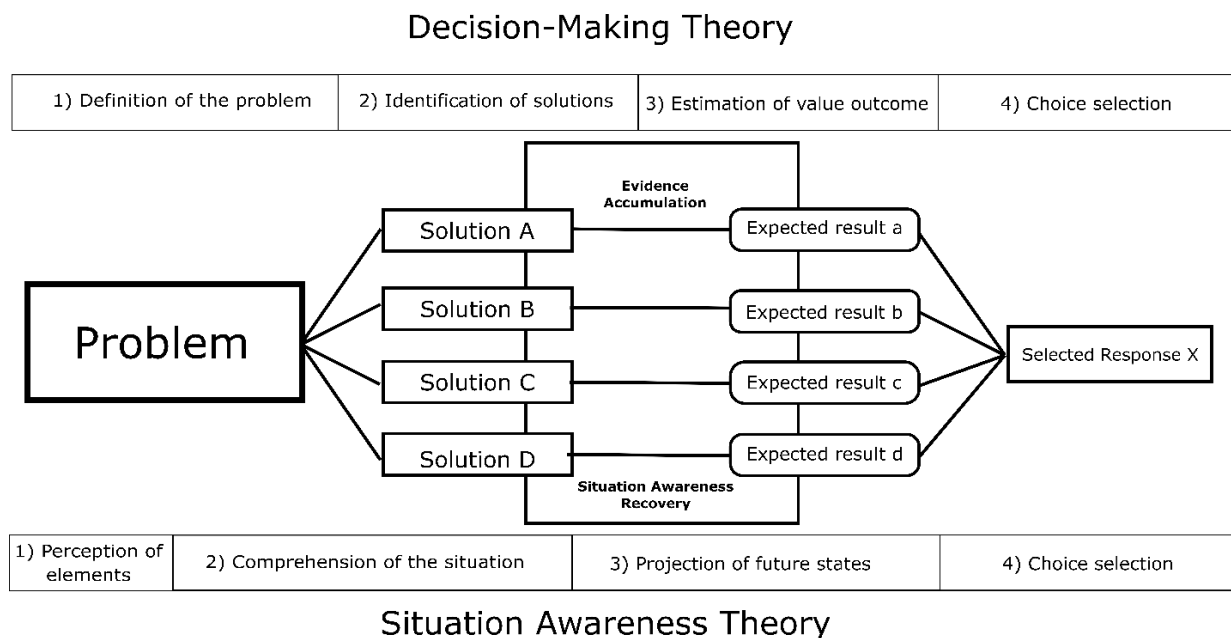 Decision-Making Theory
1) Definition of the problem
2) Identification of solutions
3) Estimation of value outcome
4) Choice selection
Evidence
Accumulation
Solution A
Expected result a
Solution B
Expected result b
Problem
Selected Response X
Solution C
Expected result c
Solution D
Expected result d
Situation Awareness
Recovery
1) Perception of
elements
2) Comprehension of the situation
3) Projection of future states
4) Choice selection
Situation Awareness Theory